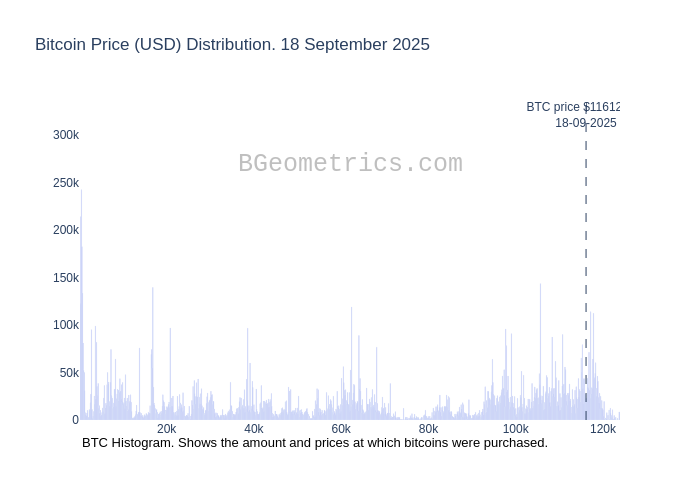 Bitcoin Price (USD) Distribution. 18 September 2025
BTC price $11612
18-09-2025
BGeometrics.com
300k
250k
200k
150k
100k
50k
0
20k 40k 60k 80k 100k 120k
BTC Histogram. Shows the amount and prices at which bitcoins were purchased.